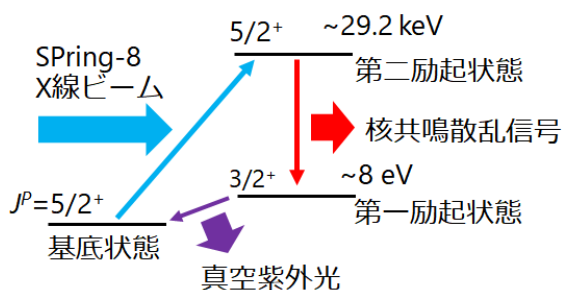 5/2⁺ ~29.2 keV
第二励起状態
SPring-8
X線ビーム
核共鳴散乱信号
3/2⁺ ~8 eV
第一励起状態
Jᴾ=5/2⁺
基底状態
真空紫外光